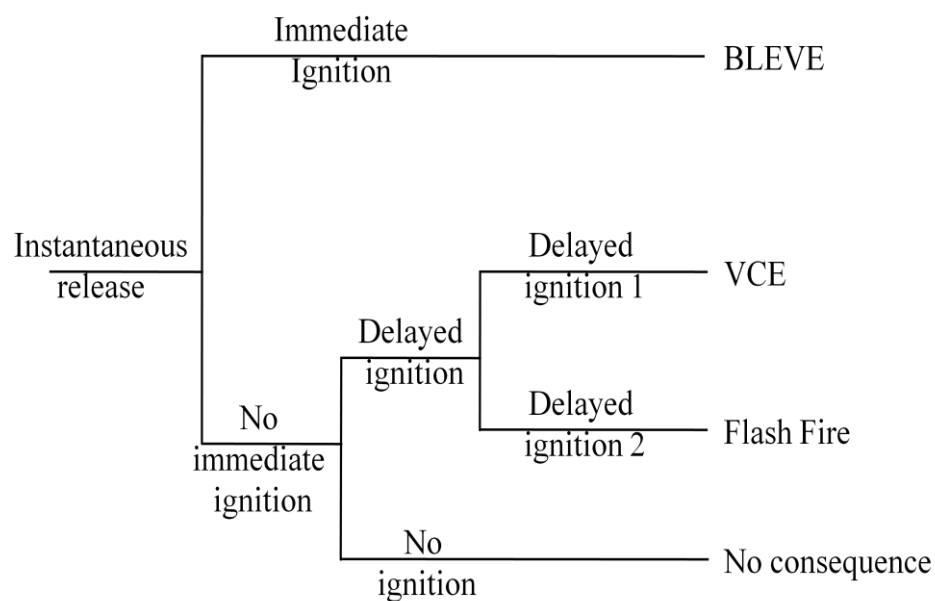 Immediate
Ignition
BLEVE
Instantaneous
release
Delayed
ignition 1
VCE
Delayed
ignition
Delayed
ignition 2
Flash Fire
No
immediate
ignition
No
ignition
No consequence